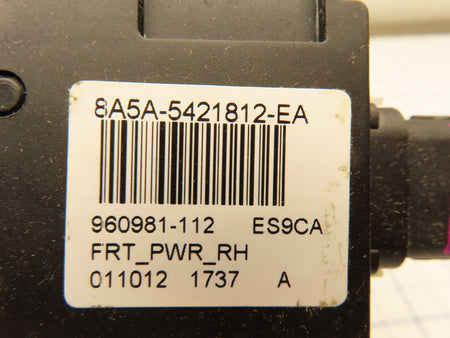 8A5A-5421812-EA
960981-112 ES9CA
FRT_PWR_RH
011012 1737 A